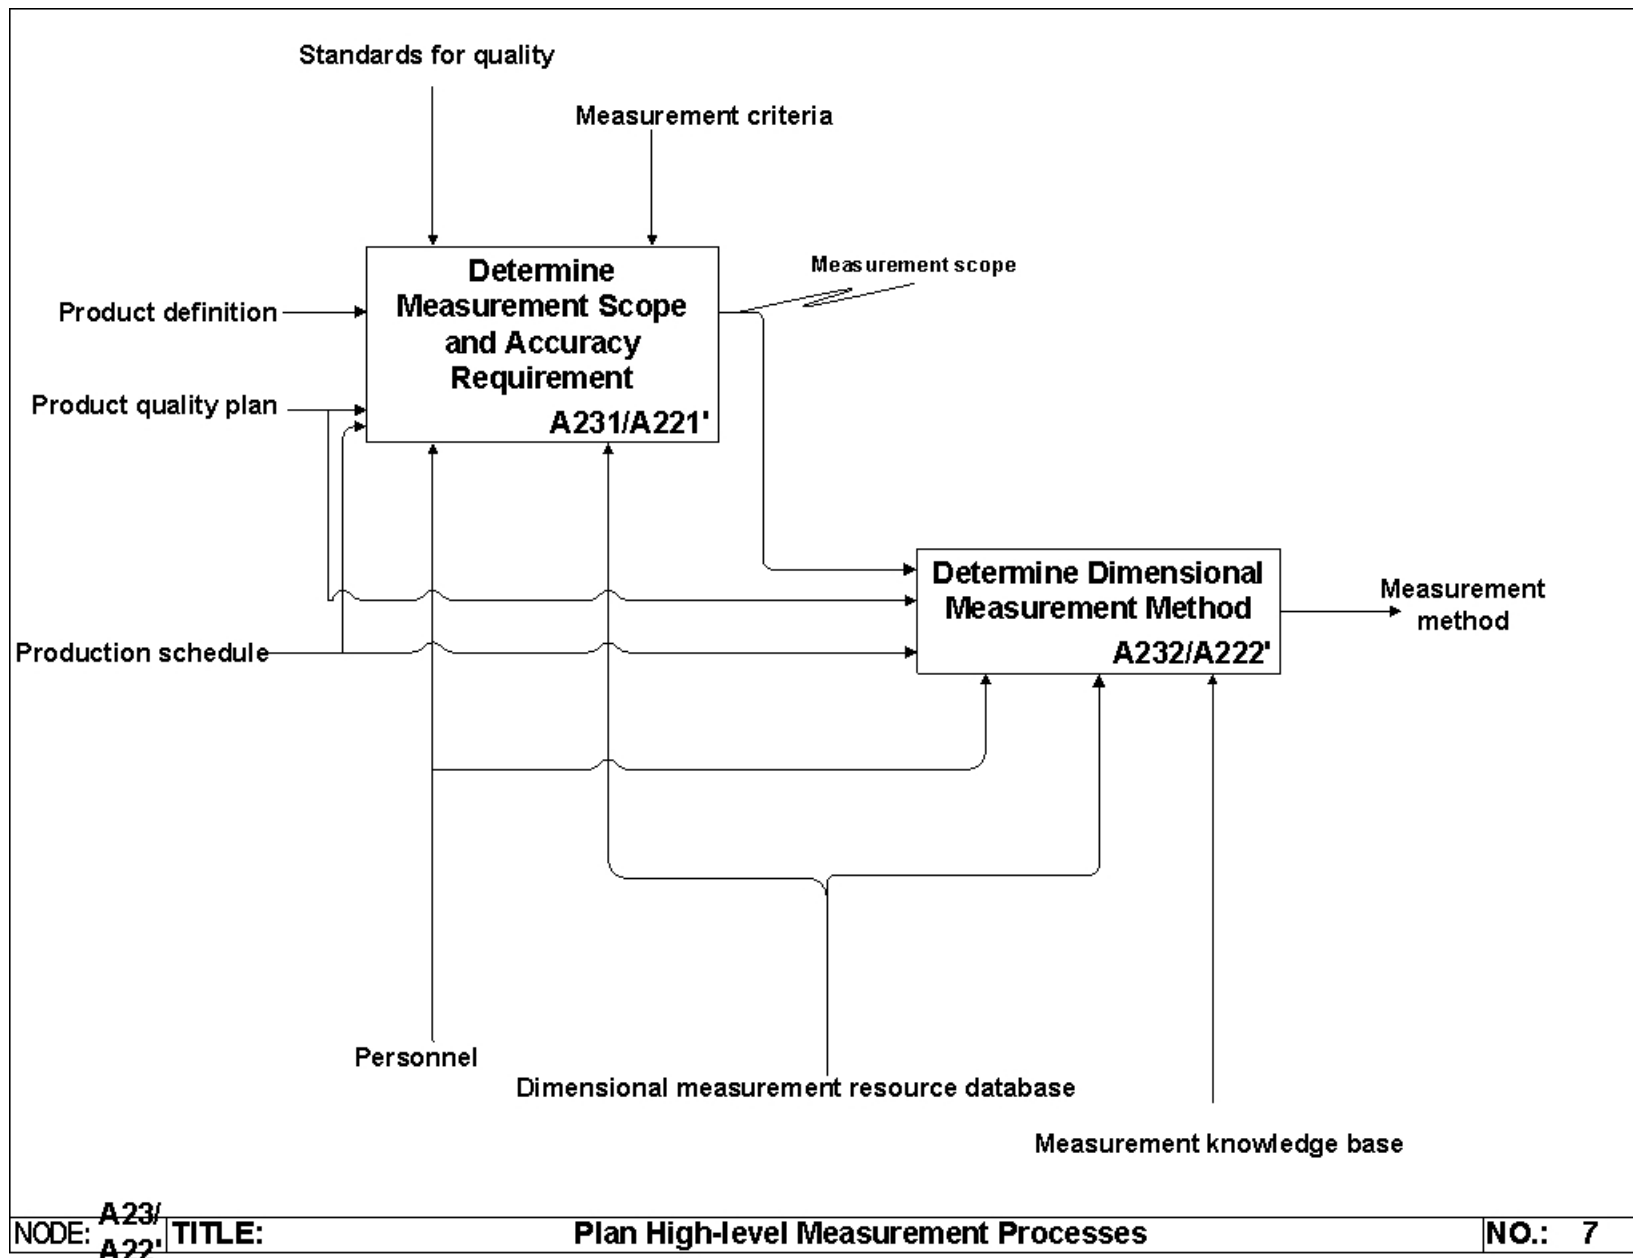 Standards for quality
Measurement criteria
Measurement scope
Determine
Measurement Scope
and Accuracy
Requirement
A231/A221'
Product definition
Product quality plan
Production schedule
Determine Dimensional
Measurement Method
A232/A222'
Measurement
method
Personnel
Dimensional measurement resource database
Measurement knowledge base
NODE: A23/
A22'
TITLE: Plan High-level Measurement Processes
NO.: 7